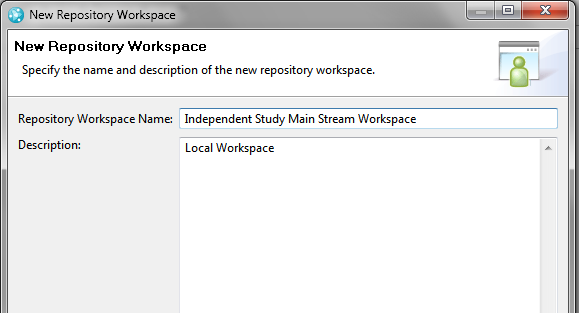 New Repository Workspace
New Repository Workspace
Specify the name and description of the new repository workspace.
Repository Workspace Name: Independent Study Main Stream Workspace
Description: Local Workspace